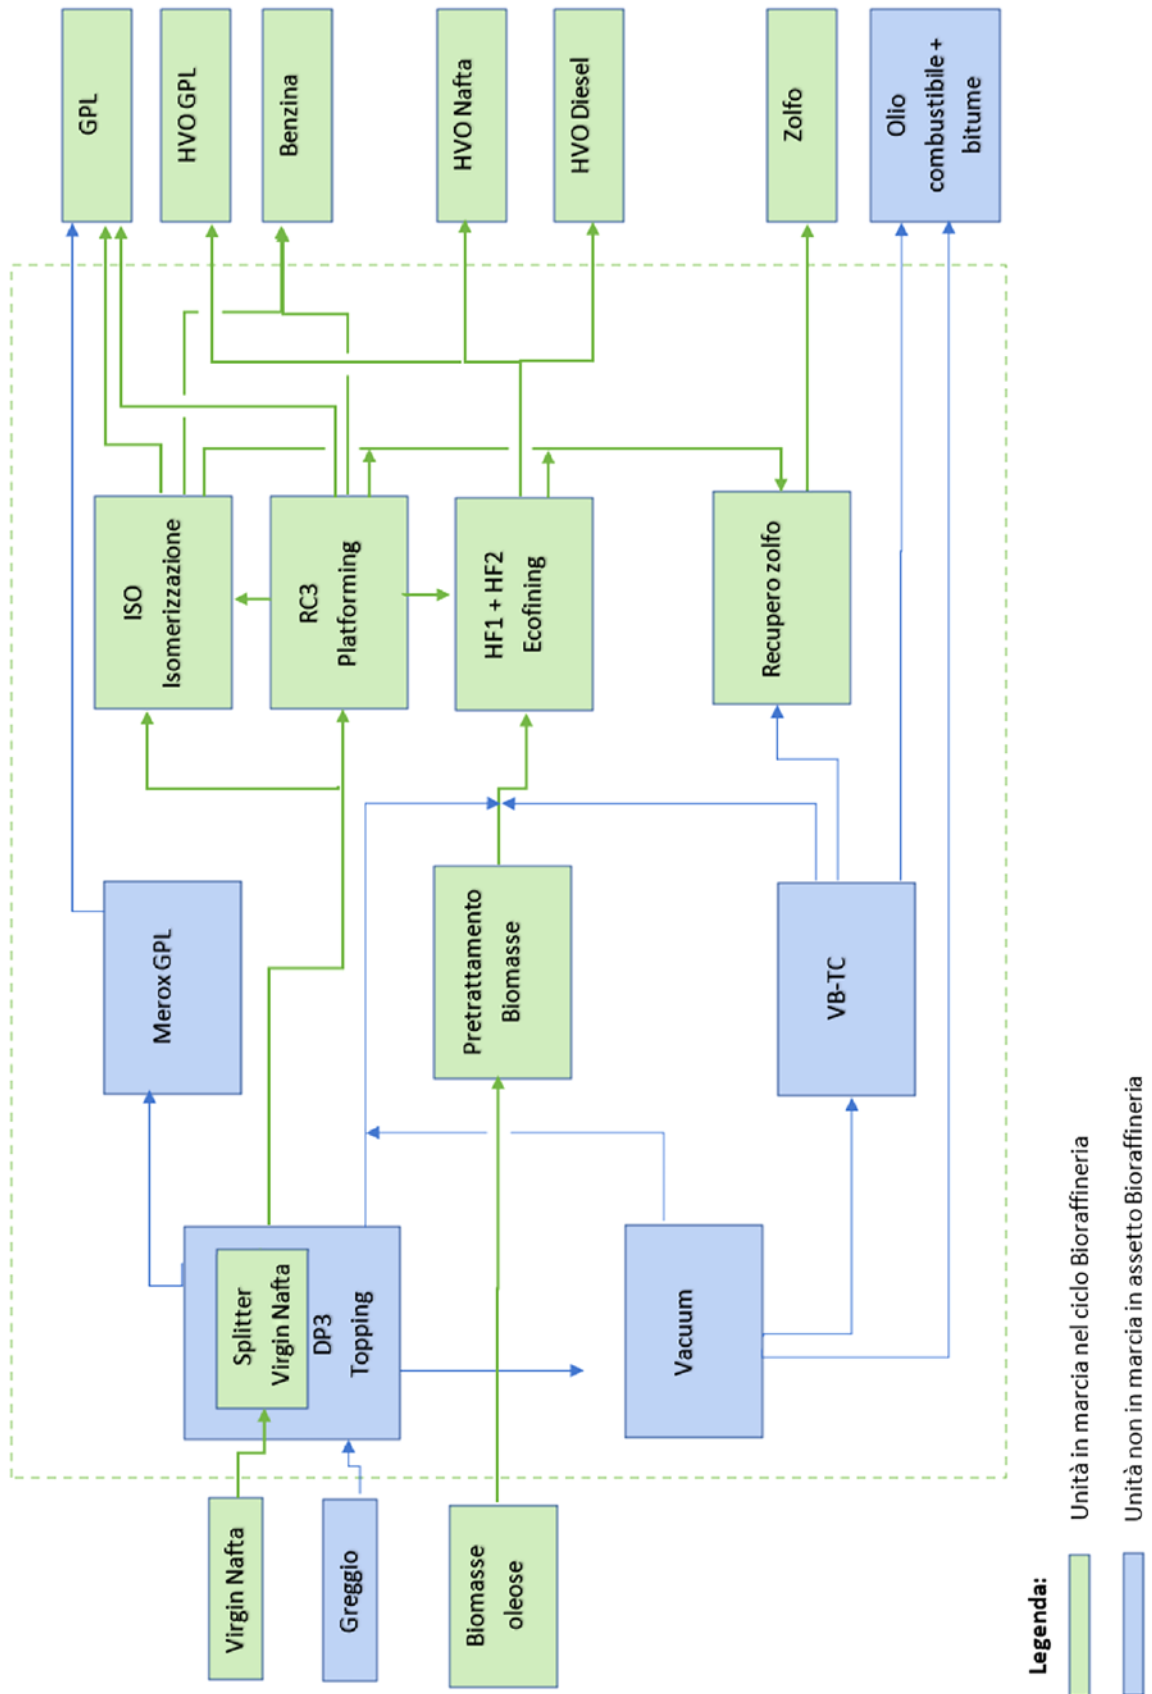 Virgin Nafta
Greggio
Biomasse
oleose
Splitter
Virgin Nafta
DP3
Topping
Vacuum
Merox GPL
Pretrattamento
Biomasse
VB-TC
ISO
Isomerizzazione
RC3
Platforming
HF1 + HF2
Ecofining
Recupero zolfo
GPL
HVO GPL
Benzina
HVO Nafta
HVO Diesel
Zolfo
Olio
combustibile +
bitume
Legenda:
Unità in marcia nel ciclo Bioraffineria
Unità non in marcia in assetto Bioraffineria